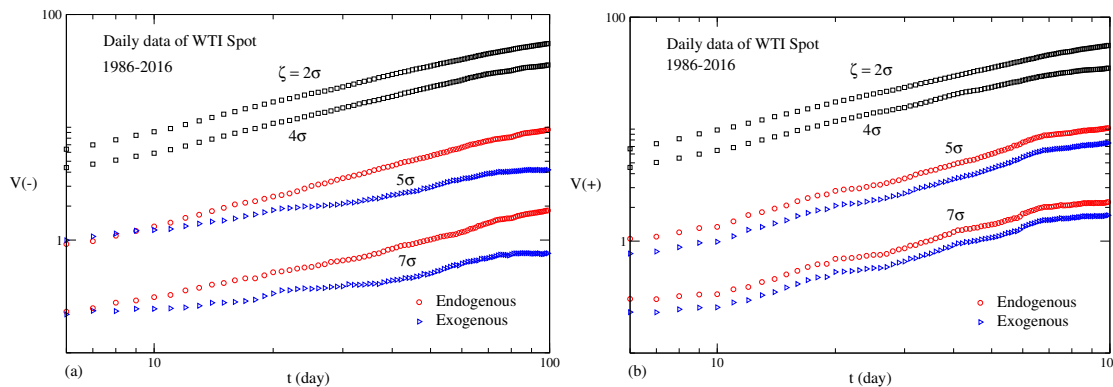 100
Daily data of WTI Spot
1986-2016
ζ = 2σ
4σ
V(-)
5σ
1
7σ
Endogenous
Exogenous
(a)
10
100
t (day)
100
Daily data of WTI Spot
1986-2016
ζ = 2σ
4σ
V(+)
5σ
7σ
1
Endogenous
Exogenous
(b)
10
10
t (day)